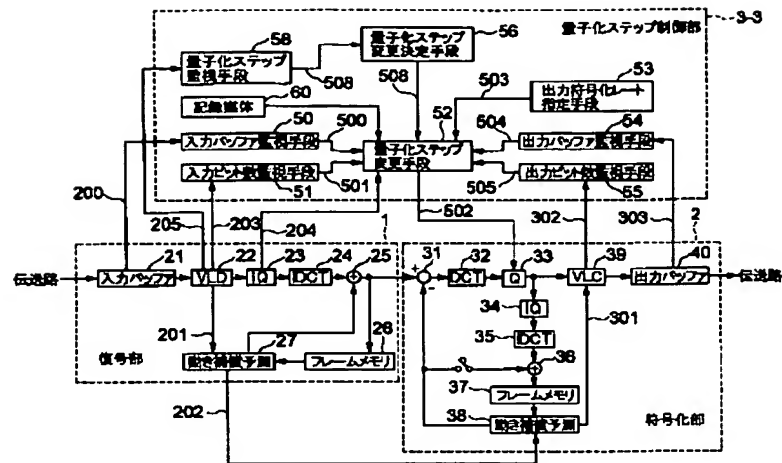 58
量子化ステップ
監視手段
508
量子化ステップ
変更決定手段
56
3-3
量子化ステップ制御部
60
記録媒体
508
503
53
出力符号化レート
指定手段
50
500
入力バッファ監視手段
52
量子化ステップ
変更手段
504
54
出力バッファ監視手段
入力ビット数監視手段
51
501
505
出力ビット数監視手段
55
200
205
203
204
1
502
302
303
2
伝送路
21
入力バッファ
22
VLD
23
IQ
24
IDCT
25
+
31
+
-
32
DCT
33
Q
39
VLC
40
出力バッファ
伝送路
201
27
26
34
IQ
301
35
IDCT
復号部
動き補償予測
フレームメモリ
36
+
37
フレームメモリ
202
38
動き補償予測
符号化部